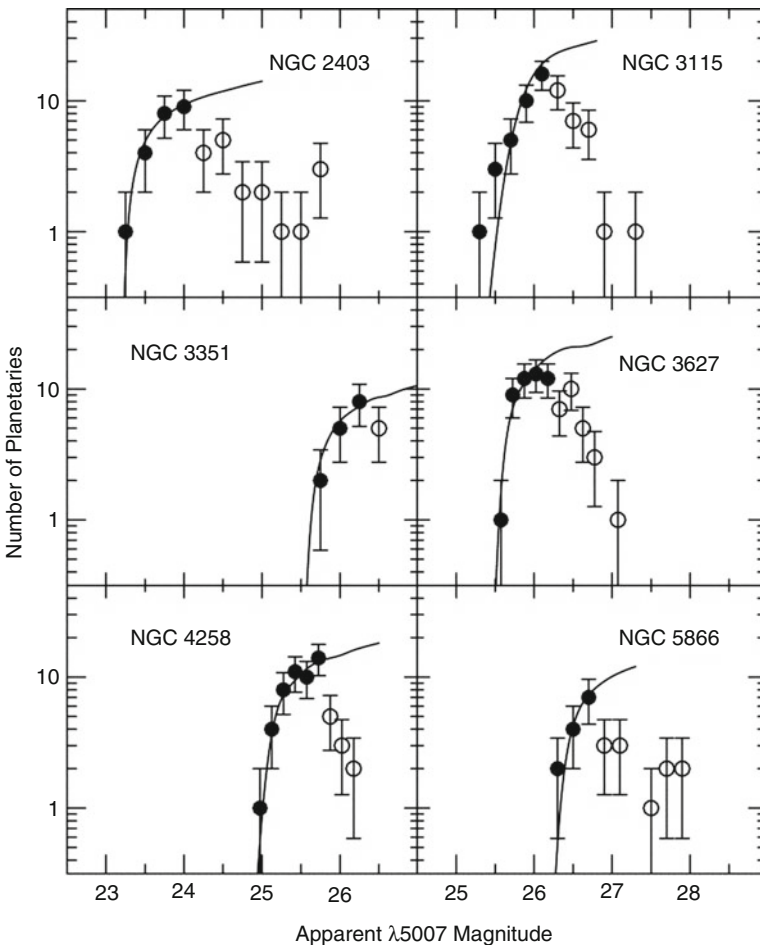 NGC 2403
NGC 3115
10
1
NGC 3351
NGC 3627
10
1
NGC 4258
NGC 5866
10
1
23 24 25 26 25 26 27 28
Number of Planetaries
Apparent λ5007 Magnitude